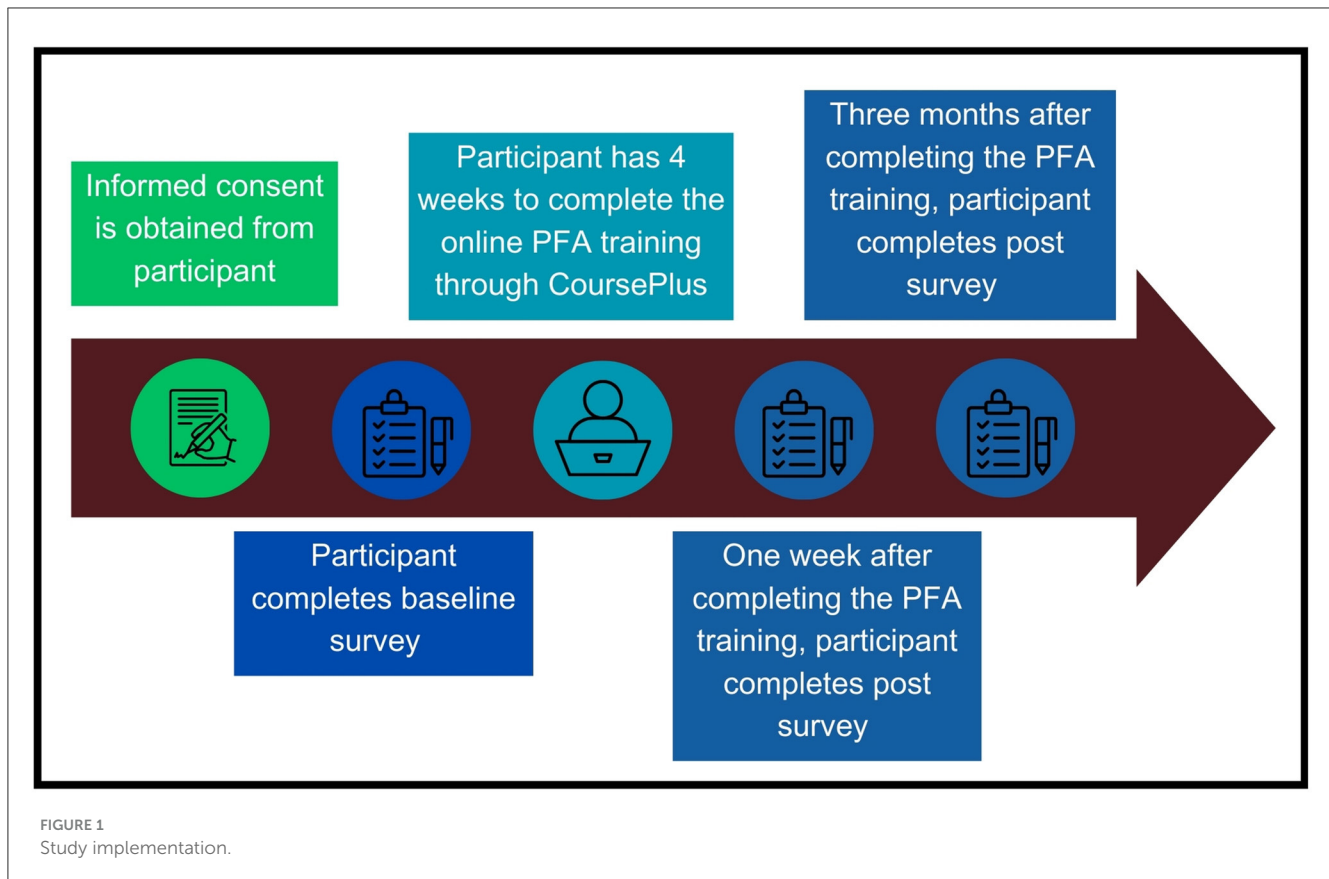 Informed consent
is obtained from
participant
Participant
completes baseline
survey
Participant has 4
weeks to complete the
online PFA training
through CoursePlus
One week after
completing the PFA
training, participant
completes post
survey
Three months after
completing the PFA
training, participant
completes post
survey
FIGURE 1
Study implementation.